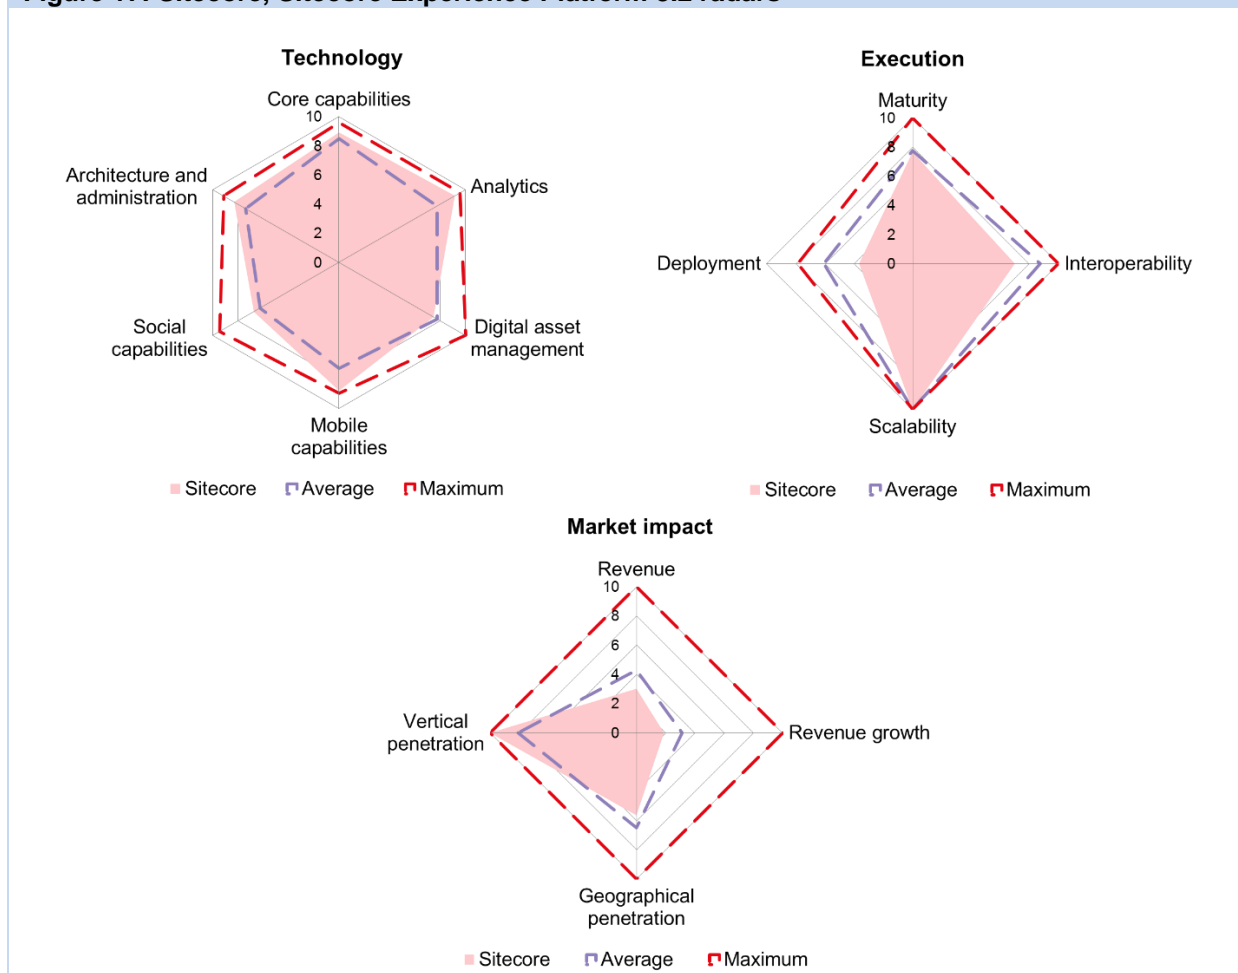 Technology
Core capabilities
10
8
6
4
2
0
Architecture and
administration
Analytics
Social
capabilities
Digital asset
management
Mobile
capabilities
Sitecore Average Maximum
Execution
Maturity
10
8
6
4
2
0
Deployment
Interoperability
Scalability
Sitecore Average Maximum
Market impact
Revenue
10
8
6
4
2
0
Vertical
penetration
Revenue growth
Geographical
penetration
Sitecore Average Maximum